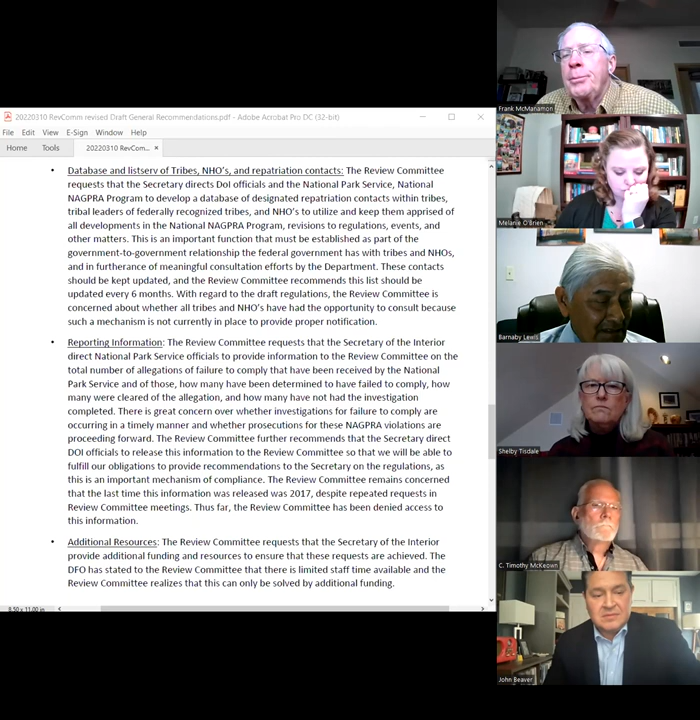 20220310 RevComm revised Draft General Recommendations.pdf - Adobe Acrobat Pro DC (32-bit)
File Edit View E-Sign Window Help
Home Tools 20220310 RevCom... ×
• Database and listserv of Tribes, NHO's, and repatriation contacts: The Review Committee
requests that the Secretary directs DoI officials and the National Park Service, National
NAGPRA Program to develop a database of designated repatriation contacts within tribes,
tribal leaders of federally recognized tribes, and NHO's to utilize and keep them apprised of
all developments in the National NAGPRA Program, revisions to regulations, events, and
other matters. This is an important function that must be established as part of the
government-to-government relationship the federal government has with tribes and NHOs,
and in furtherance of meaningful consultation efforts by the Department. These contacts
should be kept updated, and the Review Committee recommends this list should be
updated every 6 months. With regard to the draft regulations, the Review Committee is
concerned about whether all tribes and NHO's have had the opportunity to consult because
such a mechanism is not currently in place to provide proper notification.
• Reporting Information: The Review Committee requests that the Secretary of the Interior
direct National Park Service officials to provide information to the Review Committee on the
total number of allegations of failure to comply that have been received by the National
Park Service and of those, how many have been determined to have failed to comply, how
many were cleared of the allegation, and how many have not had the investigation
completed. There is great concern over whether investigations for failure to comply are
occurring in a timely manner and whether prosecutions for these NAGPRA violations are
proceeding forward. The Review Committee further recommends that the Secretary direct
DOI officials to release this information to the Review Committee so that we will be able to
fulfill our obligations to provide recommendations to the Secretary on the regulations, as
this is an important mechanism of compliance. The Review Committee remains concerned
that the last time this information was released was 2017, despite repeated requests in
Review Committee meetings. Thus far, the Review Committee has been denied access to
this information.
• Additional Resources: The Review Committee requests that the Secretary of the Interior
provide additional funding and resources to ensure that these requests are achieved. The
DFO has stated to the Review Committee that there is limited staff time available and the
Review Committee realizes that this can only be solved by additional funding.
8.50 x 11.00 in
Frank McManamon
Melanie O'Brien
Barnaby Lewis
Shelby Tisdale
C. Timothy McKeown
John Beaver